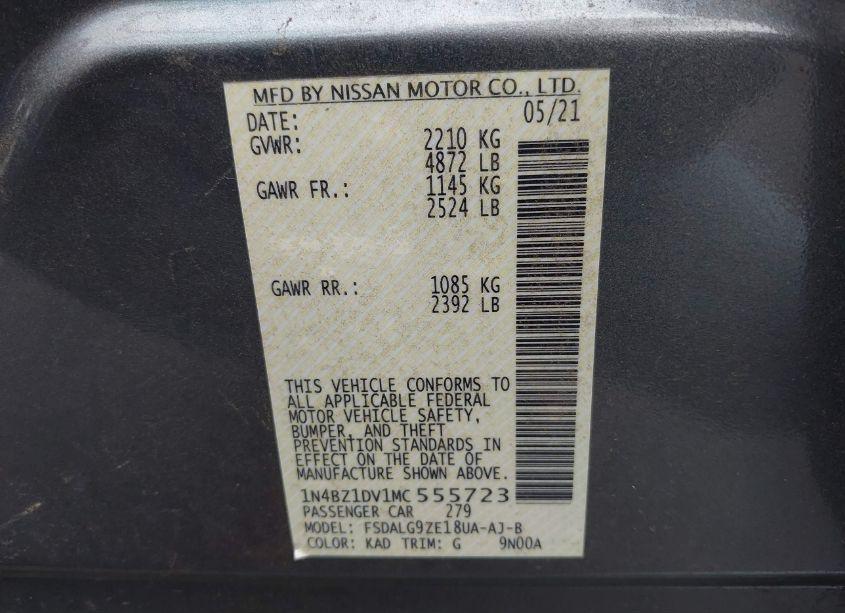 MFD BY NISSAN MOTOR CO., LTD.
DATE: 05/21
GVWR: 2210 KG
4872 LB
GAWR FR.: 1145 KG
2524 LB
GAWR RR.: 1085 KG
2392 LB
THIS VEHICLE CONFORMS TO
ALL APPLICABLE FEDERAL
MOTOR VEHICLE SAFETY,
BUMPER, AND THEFT
PREVENTION STANDARDS IN
EFFECT ON THE DATE OF
MANUFACTURE SHOWN ABOVE.
1N4BZ1DV1MC 555723
PASSENGER CAR 279
MODEL: FSDALG9ZE18UA-AJ-B
COLOR: KAD TRIM: G 9N00A